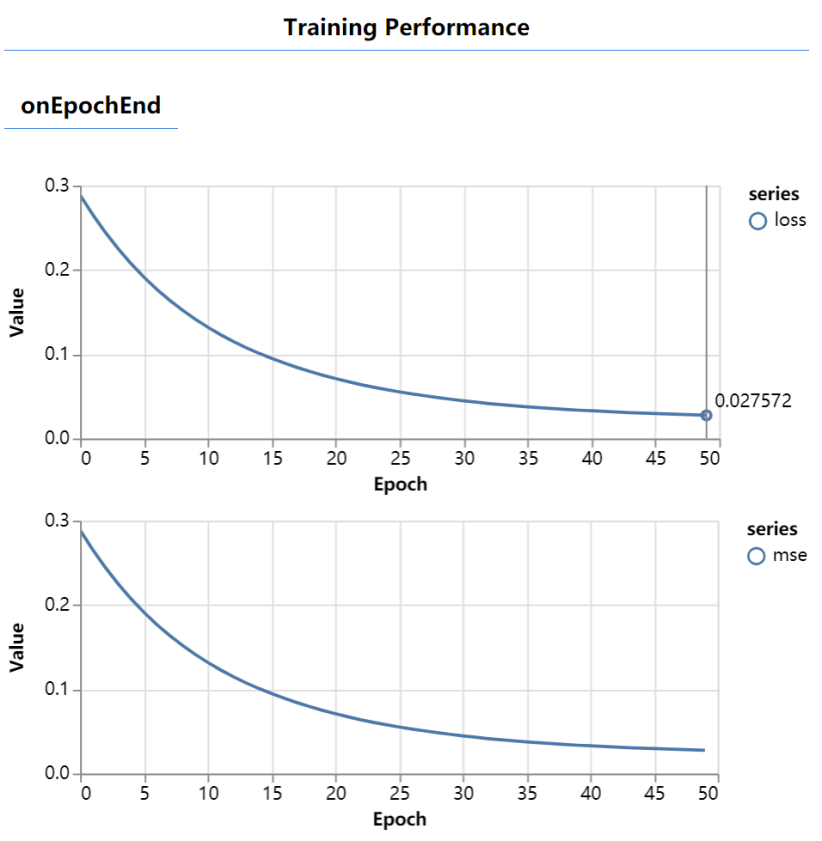 Training Performance
onEpochEnd
0.3
0.2
0.1
0.0
Value
0 5 10 15 20 25 30 35 40 45 50
Epoch
series
loss
0.027572
0.3
0.2
0.1
0.0
Value
0 5 10 15 20 25 30 35 40 45 50
Epoch
series
mse